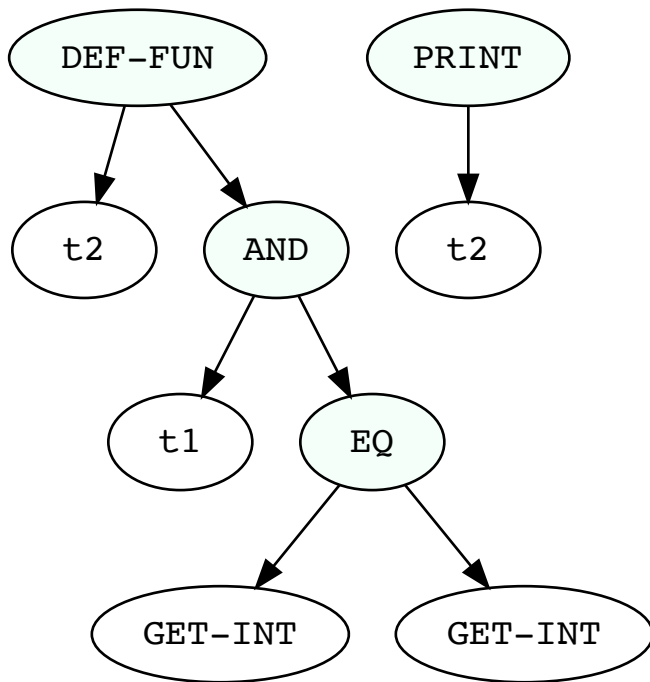 DEF-FUN
PRINT
t2
AND
t2
t1
EQ
GET-INT
GET-INT